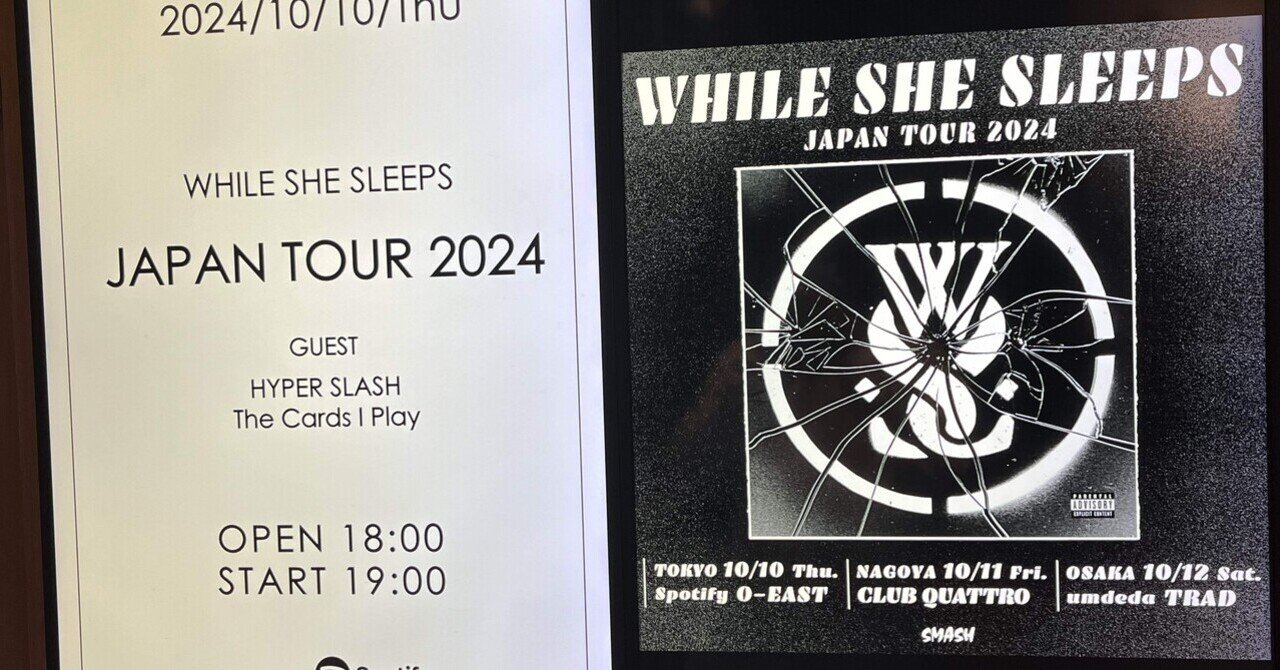 2024/10/10/Thu
WHILE SHE SLEEPS
JAPAN TOUR 2024
GUEST
HYPER SLASH
The Cards I Play
OPEN 18:00
START 19:00
WHILE SHE SLEEPS
JAPAN TOUR 2024
PARENTAL
ADVISORY
EXPLICIT CONTENT
TOKYO 10/10 Thu.
Spotify O-EAST
NAGOYA 10/11 Fri.
CLUB QUATTRO
OSAKA 10/12 Sat.
umdeda TRAD
SMASH